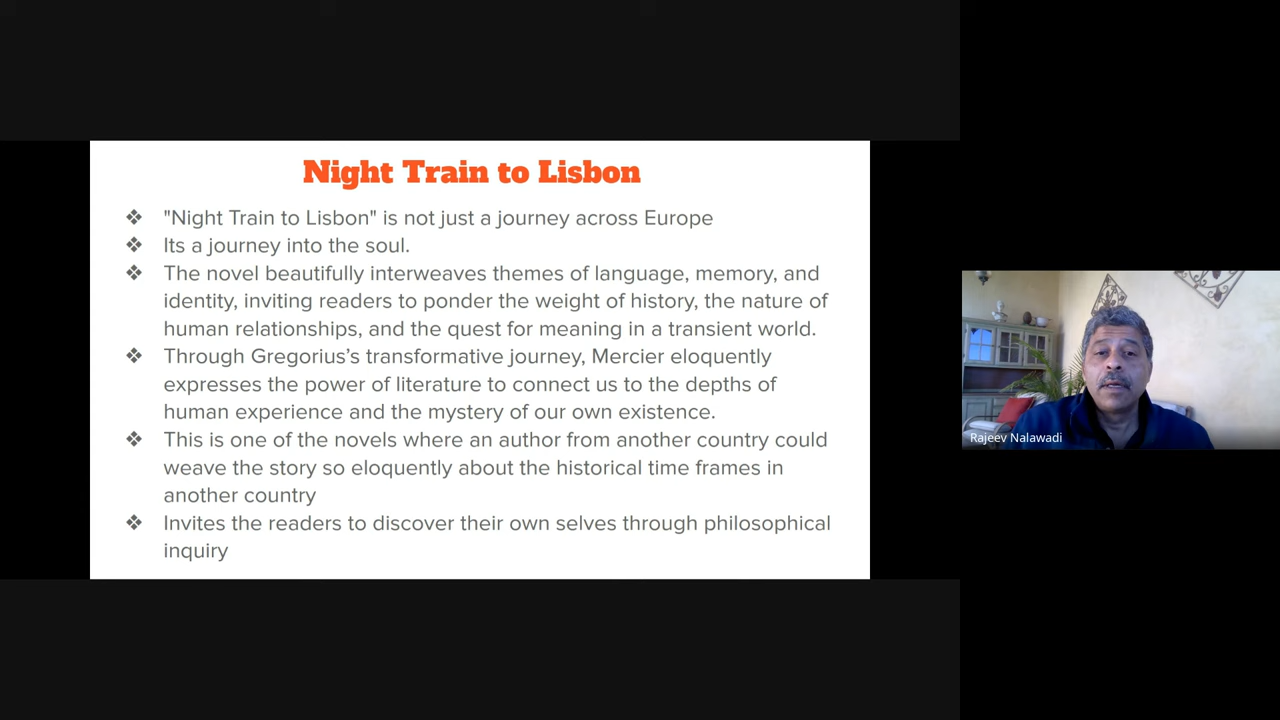 Night Train to Lisbon
❖ "Night Train to Lisbon" is not just a journey across Europe
❖ Its a journey into the soul.
❖ The novel beautifully interweaves themes of language, memory, and
identity, inviting readers to ponder the weight of history, the nature of
human relationships, and the quest for meaning in a transient world.
❖ Through Gregorius’s transformative journey, Mercier eloquently
expresses the power of literature to connect us to the depths of
human experience and the mystery of our own existence.
❖ This is one of the novels where an author from another country could
weave the story so eloquently about the historical time frames in
another country
❖ Invites the readers to discover their own selves through philosophical
inquiry
Rajeev Nalawadi